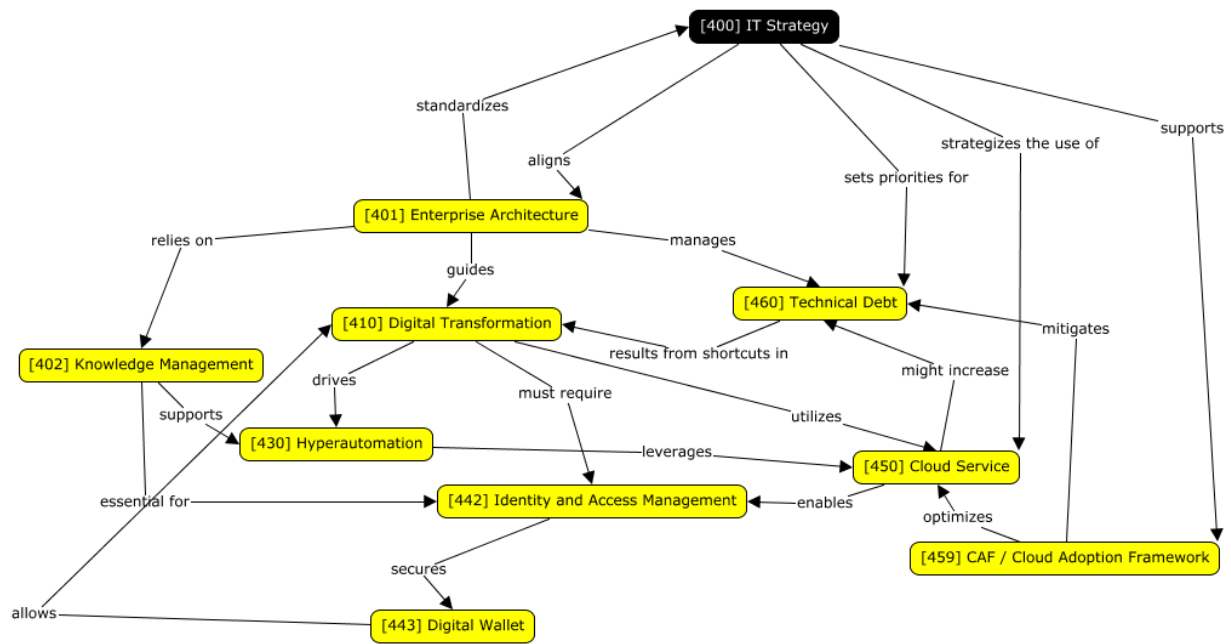 [400] IT Strategy
standardizes
supports
strategizes the use of
aligns
sets priorities for
[401] Enterprise Architecture
relies on
manages
guides
[460] Technical Debt
[410] Digital Transformation
mitigates
results from shortcuts in
[402] Knowledge Management
might increase
drives
must require
supports
utilizes
[430] Hyperautomation
leverages
[450] Cloud Service
essential for
[442] Identity and Access Management
enables
optimizes
[459] CAF / Cloud Adoption Framework
secures
allows
[443] Digital Wallet